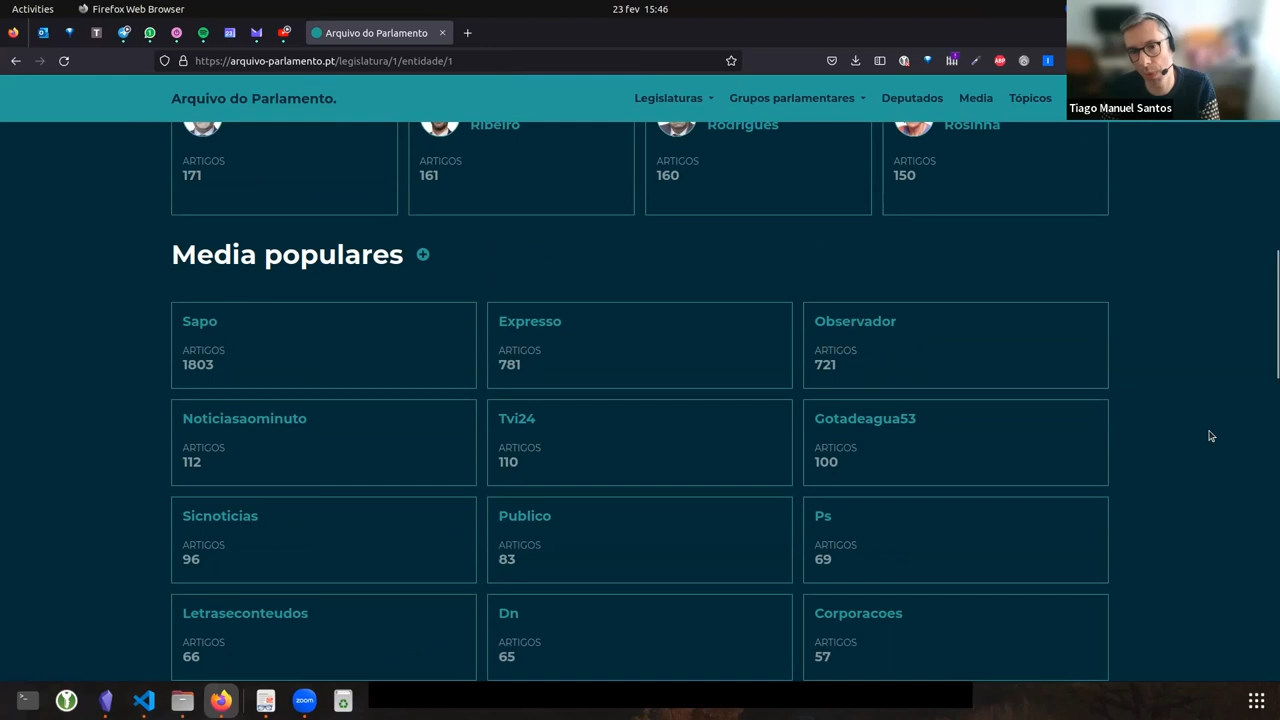 Activities
Firefox Web Browser
23 fev 15:46
Arquivo do Parlamento
https://arquivo-parlamento.pt/legislatura/1/entidade/1
Tiago Manuel Santos
Arquivo do Parlamento.
Legislaturas
Grupos parlamentares
Deputados
Media
Tópicos
Ribeiro
Rodrigues
Rosinha
ARTIGOS
171
ARTIGOS
161
ARTIGOS
160
ARTIGOS
150
Media populares
Sapo
ARTIGOS
1803
Expresso
ARTIGOS
781
Observador
ARTIGOS
721
Noticiasaominuto
ARTIGOS
112
Tvi24
ARTIGOS
110
Gotadeagua53
ARTIGOS
100
Sicnoticias
ARTIGOS
96
Publico
ARTIGOS
83
Ps
ARTIGOS
69
Letraseconteudos
ARTIGOS
66
Dn
ARTIGOS
65
Corporacoes
ARTIGOS
57
zoom